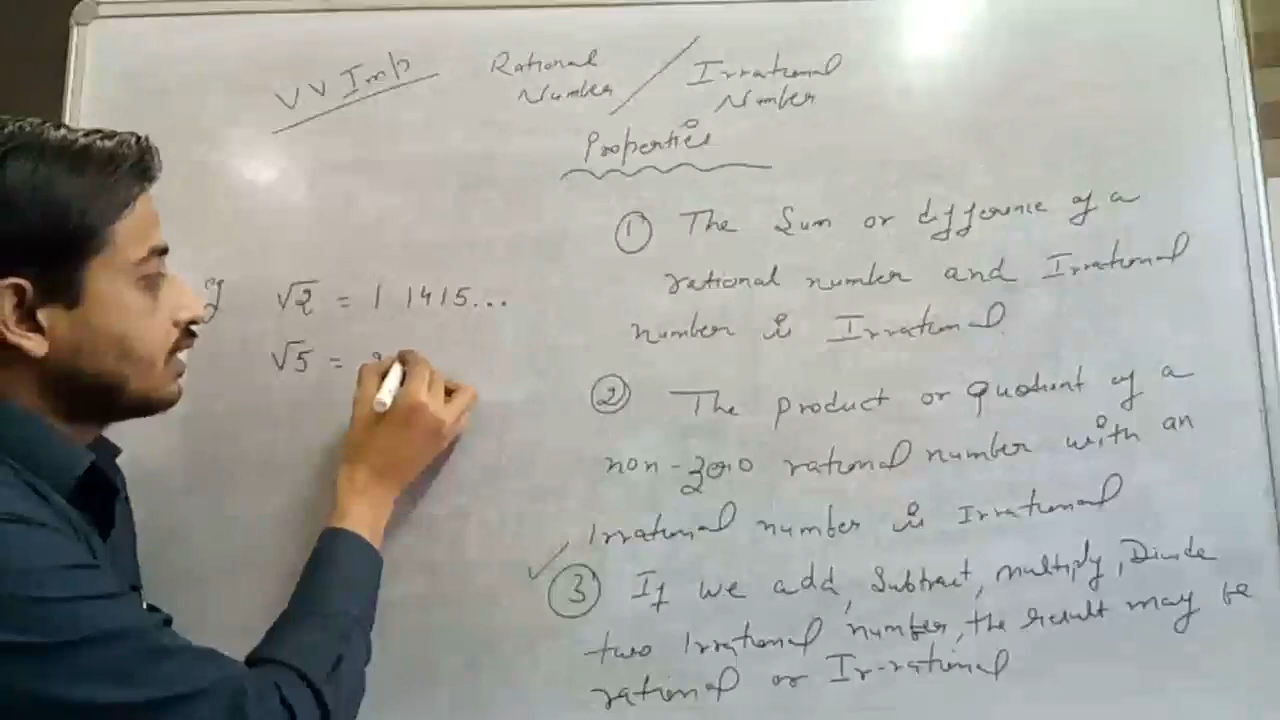 VV Imp
Rational Number / Irrational Number
Properties
√2 = 1 1415...
√5 =
① The Sum or difference of a
rational number and Irrational
number is Irrational
② The product or Quotient of a
non-zero rational number with an
Irrational number is Irrational
✓ ③ If we add, Subtract, multiply, Divide
two Irrational number, the result may be
rational or Ir-rational